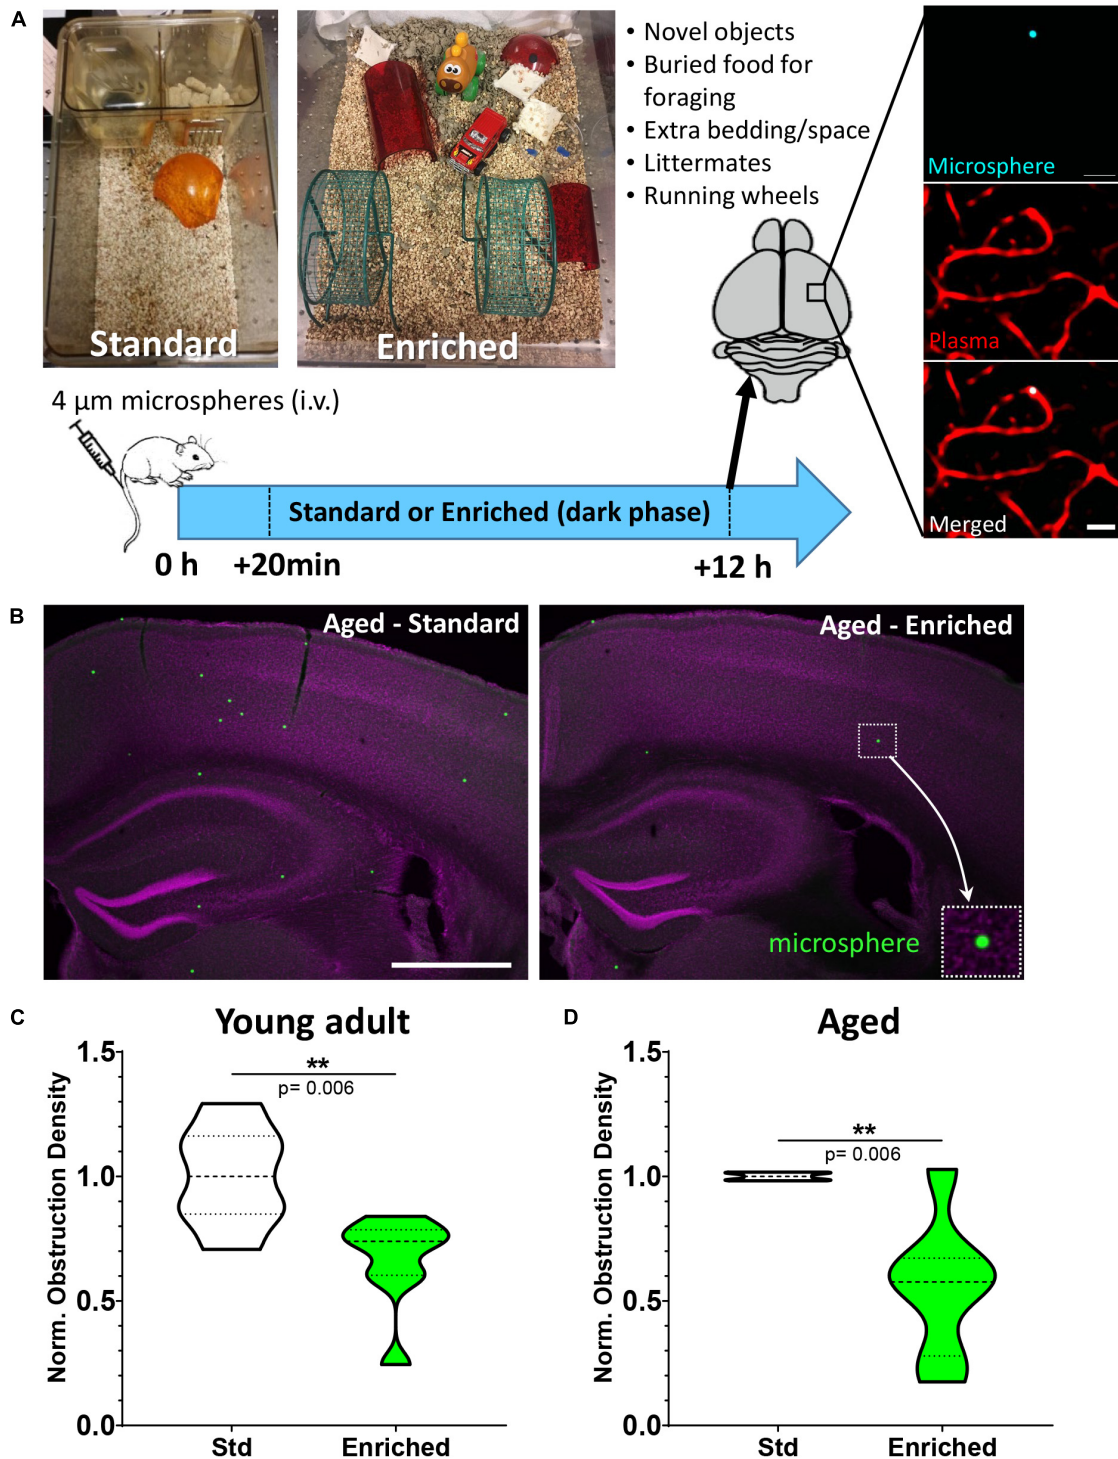 A
Standard
Enriched
• Novel objects
• Buried food for
foraging
• Extra bedding/space
• Littermates
• Running wheels
Microsphere
Plasma
Merged
4 µm microspheres (i.v.)
Standard or Enriched (dark phase)
0 h
+20min
+12 h
B
Aged - Standard
Aged - Enriched
microsphere
C
Young adult
Norm. Obstruction Density
1.5
1.0
0.5
0.0
**
p= 0.006
Std
Enriched
D
Aged
Norm. Obstruction Density
1.5
1.0
0.5
0.0
**
p= 0.006
Std
Enriched